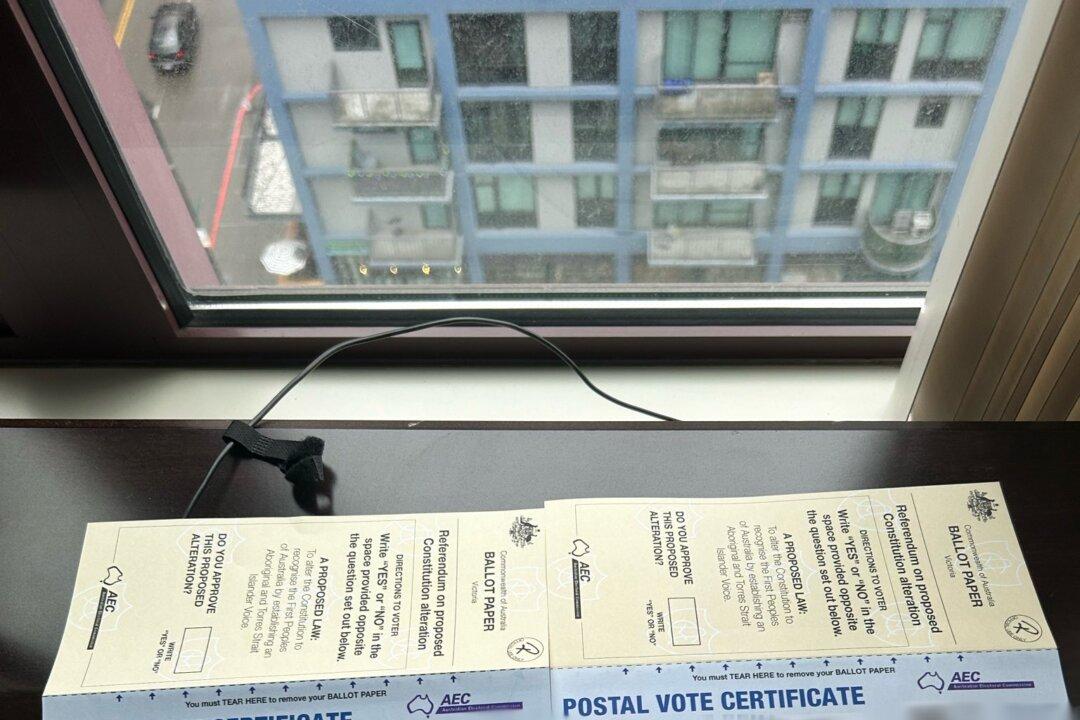 Commonwealth of Australia
BALLOT PAPER
Victoria
Referendum on proposed
Constitution alteration
DIRECTIONS TO VOTER
Write "YES" or "NO" in the
space provided opposite
the question set out below.
A PROPOSED LAW:
To alter the Constitution to
recognise the First Peoples
of Australia by establishing an
Aboriginal and Torres Strait
Islander Voice.
DO YOU APPROVE
THIS PROPOSED
ALTERATION?
WRITE
"YES" OR "NO"
AEC
You must TEAR HERE to remove your BALLOT PAPER
AEC
Australian Electoral Commission
CERTIFICATE
Commonwealth of Australia
BALLOT PAPER
Victoria
R
Referendum on proposed
Constitution alteration
DIRECTIONS TO VOTER
Write "YES" or "NO" in the
space provided opposite
the question set out below.
A PROPOSED LAW:
To alter the Constitution to
recognise the First Peoples
of Australia by establishing an
Aboriginal and Torres Strait
Islander Voice.
DO YOU APPROVE
THIS PROPOSED
ALTERATION?
WRITE
"YES" OR "NO"
AEC
You must TEAR HERE to remove your BALLOT PAPER
AEC
Australian Electoral Commission
POSTAL VOTE CERTIFICATE